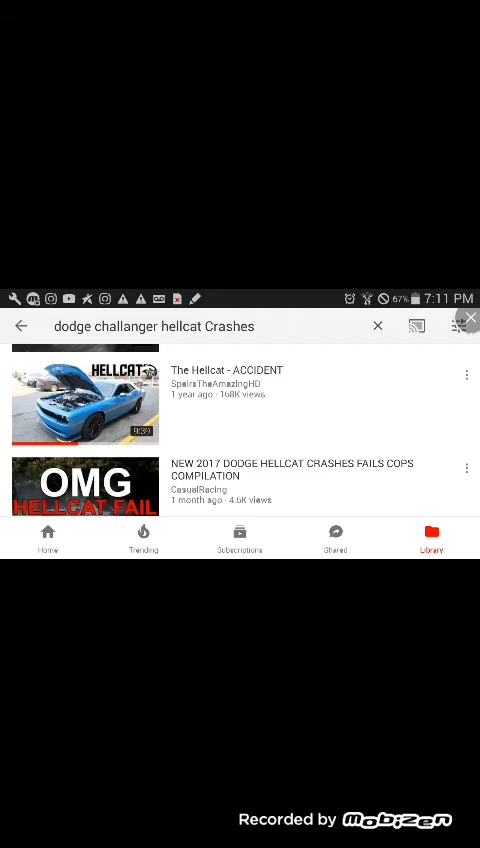 67% 7:11 PM
dodge challanger hellcat Crashes
HELLCAT
9:39
The Hellcat - ACCIDENT
SpeirsTheAmazingHD
1 year ago · 168K views
OMG
HELLCAT FAIL
NEW 2017 DODGE HELLCAT CRASHES FAILS COPS
COMPILATION
CasualRacing
1 month ago · 4.6K views
Home
Trending
Subscriptions
Shared
Library
Recorded by Mobizen